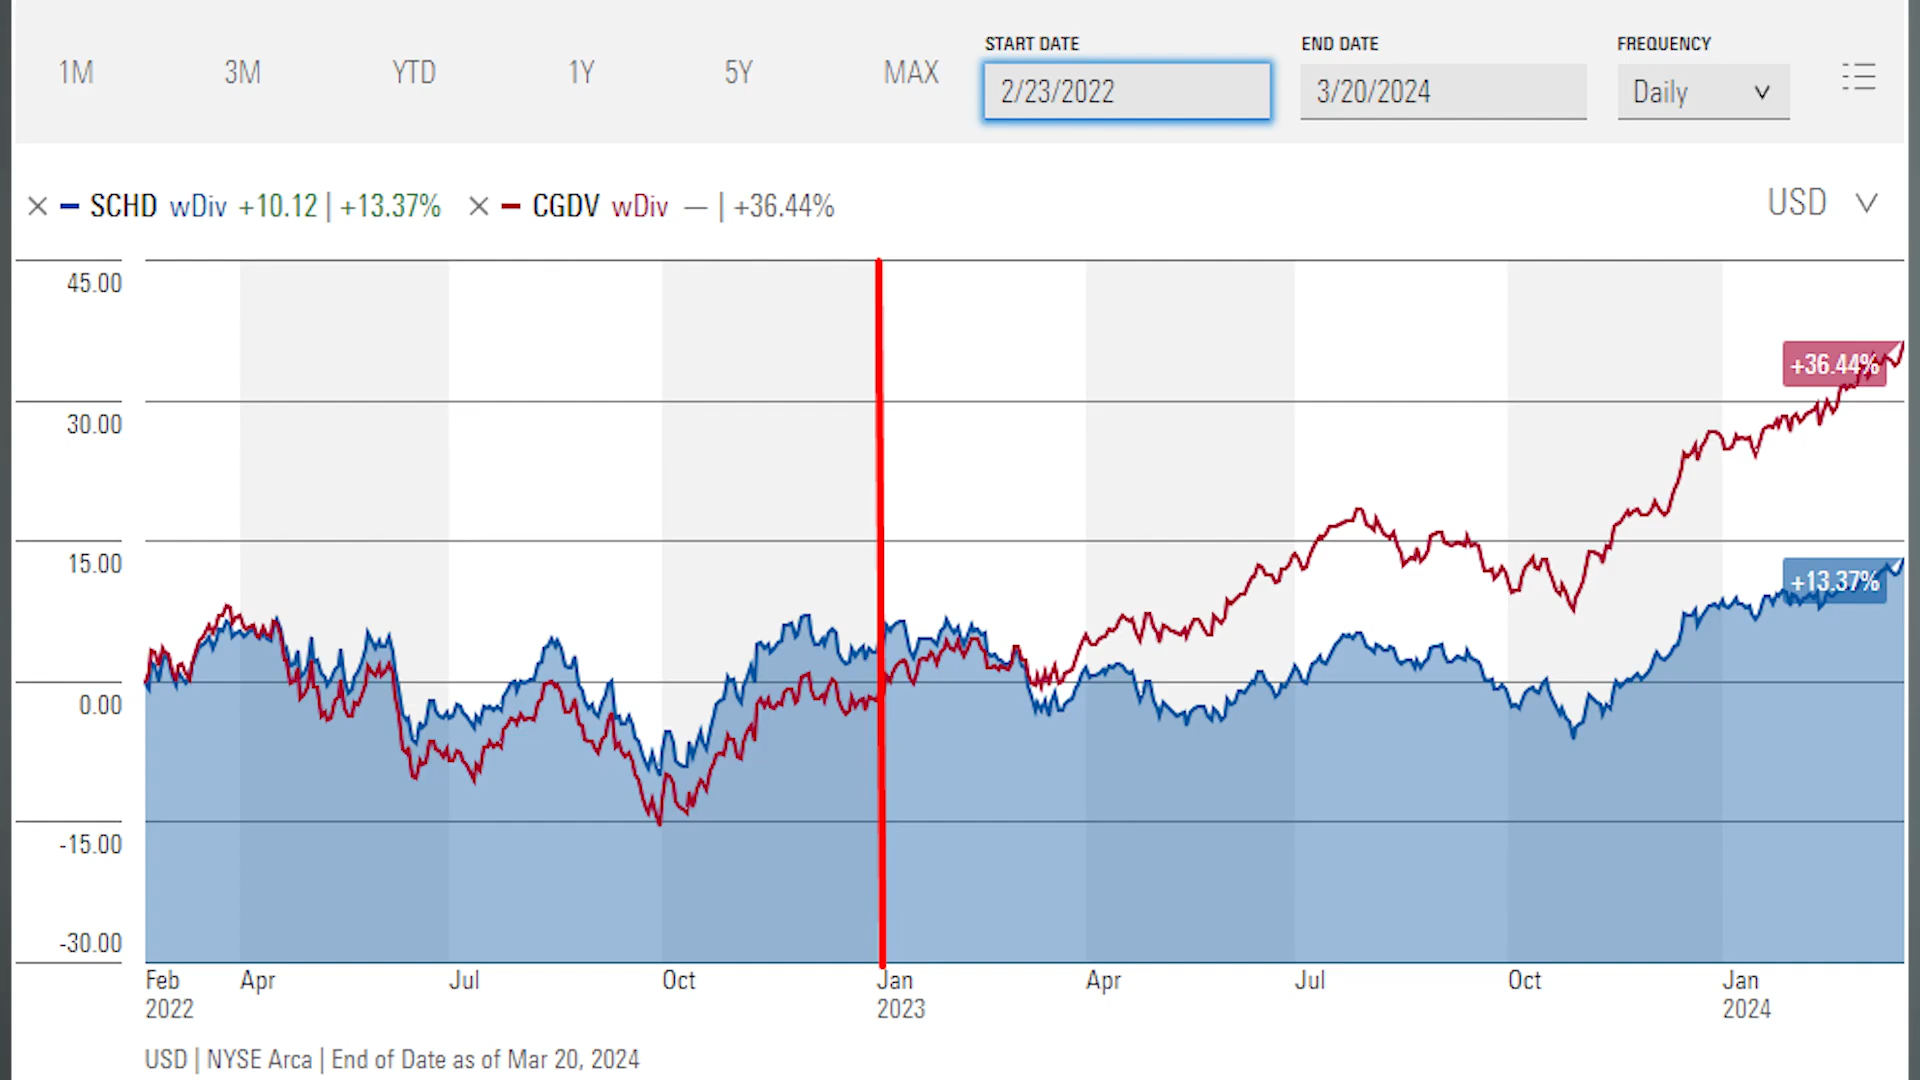 START DATE
END DATE
FREQUENCY
1M
3M
YTD
1Y
5Y
MAX
2/23/2022
3/20/2024
Daily
SCHD wDiv +10.12 | +13.37%
CGDV wDiv — | +36.44%
USD
45.00
30.00
15.00
0.00
-15.00
-30.00
+36.44%
+13.37%
Feb
2022
Apr
Jul
Oct
Jan
2023
Apr
Jul
Oct
Jan
2024
USD | NYSE Arca | End of Date as of Mar 20, 2024